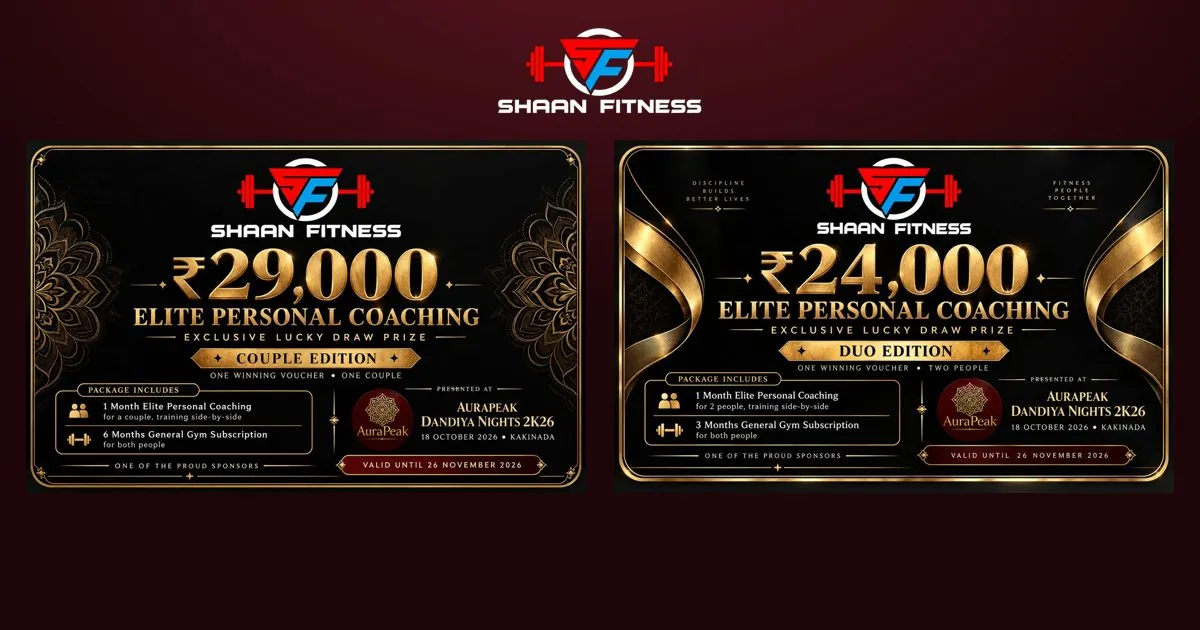 SF
SHAAN FITNESS
SF
SHAAN FITNESS
₹29,000
ELITE PERSONAL COACHING
EXCLUSIVE LUCKY DRAW PRIZE
COUPLE EDITION
ONE WINNING VOUCHER • ONE COUPLE
PACKAGE INCLUDES
1 Month Elite Personal Coaching
for a couple, training side-by-side
6 Months General Gym Subscription
for both people
ONE OF THE PROUD SPONSORS
AuraPeak
PRESENTED AT
AURAPEAK
DANDIYA NIGHTS 2K26
18 OCTOBER 2026 • KAKINADA
VALID UNTIL 26 NOVEMBER 2026
DISCIPLINE
BUILDS
BETTER LIVES
SF
SHAAN FITNESS
FITNESS
PEOPLE
TOGETHER
₹24,000
ELITE PERSONAL COACHING
EXCLUSIVE LUCKY DRAW PRIZE
DUO EDITION
ONE WINNING VOUCHER • TWO PEOPLE
PACKAGE INCLUDES
1 Month Elite Personal Coaching
for 2 people, training side-by-side
3 Months General Gym Subscription
for both people
ONE OF THE PROUD SPONSORS
AuraPeak
PRESENTED AT
AURAPEAK
DANDIYA NIGHTS 2K26
18 OCTOBER 2026 • KAKINADA
VALID UNTIL 26 NOVEMBER 2026